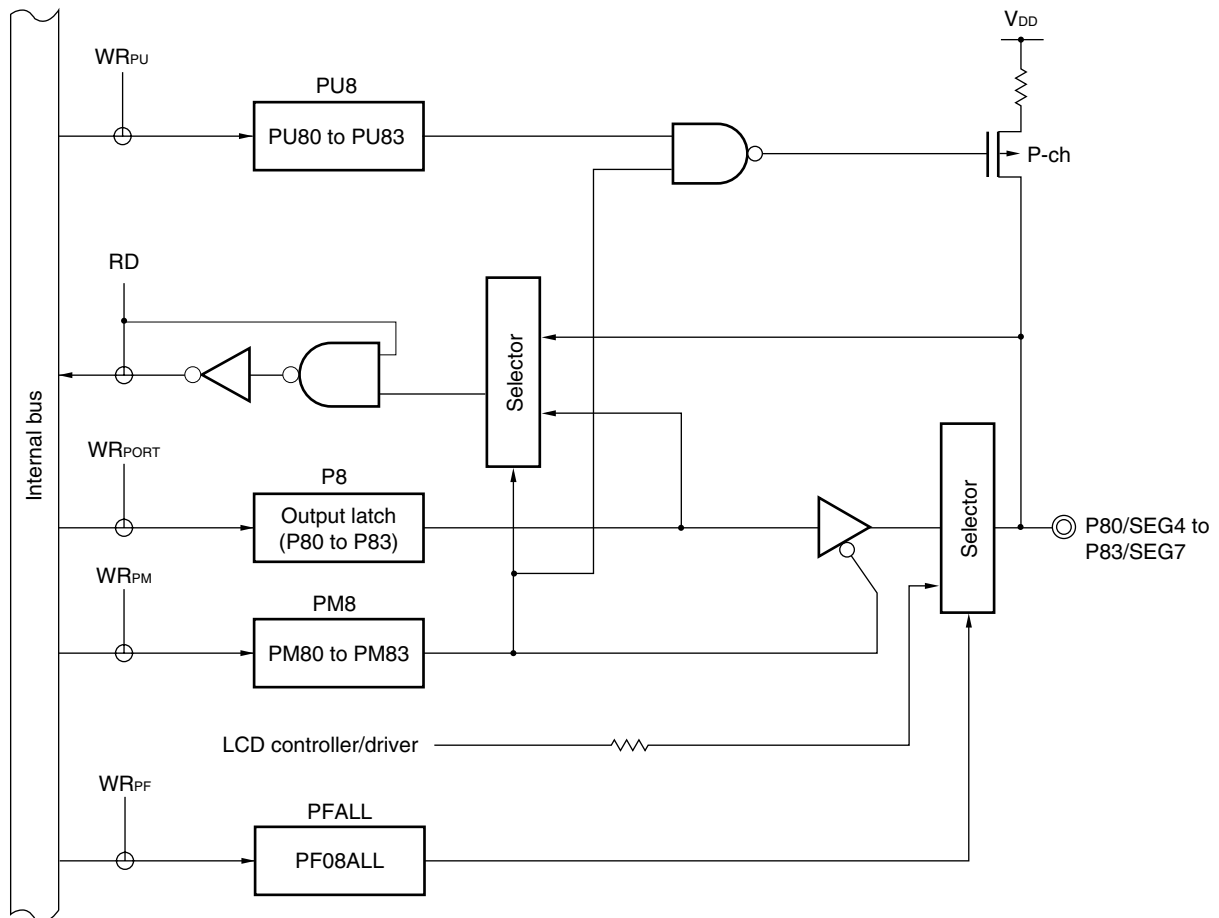 VDD
WRPU
PU8
PU80 to PU83
P-ch
RD
Selector
Internal bus
WRPORT
P8
Output latch
(P80 to P83)
Selector
P80/SEG4 to
P83/SEG7
WRPM
PM8
PM80 to PM83
LCD controller/driver
WRPF
PFALL
PF08ALL